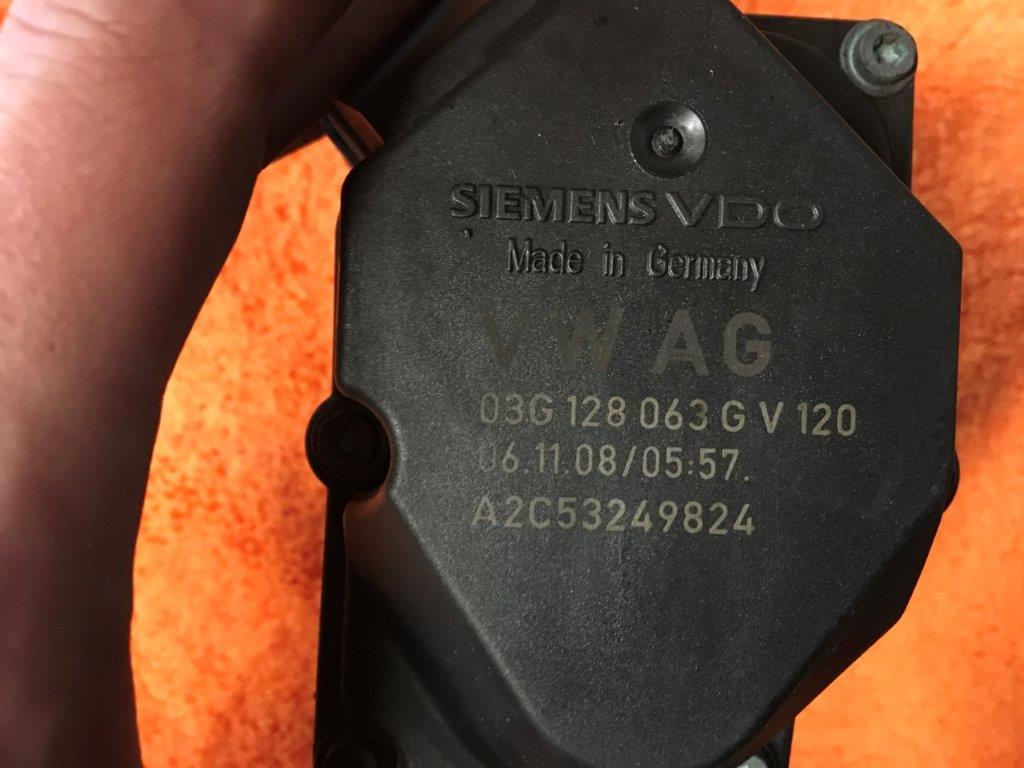 SIEMENS VDO
Made in Germany
VW AG
03G 128 063 G V 120
06.11.08/05:57.
A2C53249824